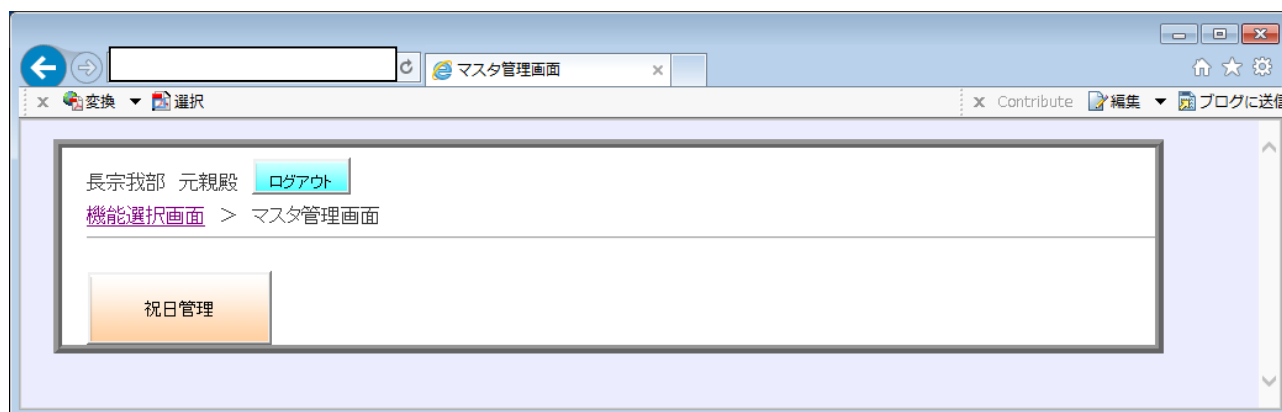 マスタ管理画面
変換 選択 Contribute 編集 ブログに送信
長宗我部 元親殿 ログアウト
機能選択画面 > マスタ管理画面
祝日管理